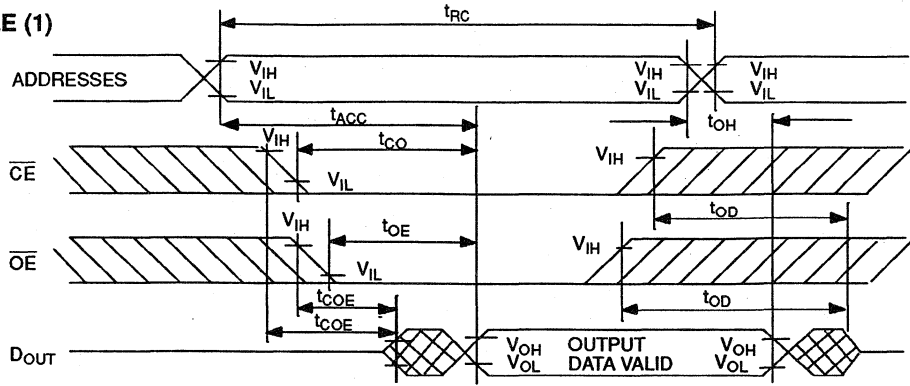 E (1)
tRC
ADDRESSES
VIH
VIL
VIH
VIL
VIH
VIL
tACC
tOH
CE
VIH
tCO
VIL
VIH
tOD
OE
VIH
tOE
VIL
VIH
tOD
tCOE
tCOE
DOUT
VOH
VOL
OUTPUT
DATA VALID
VOH
VOL